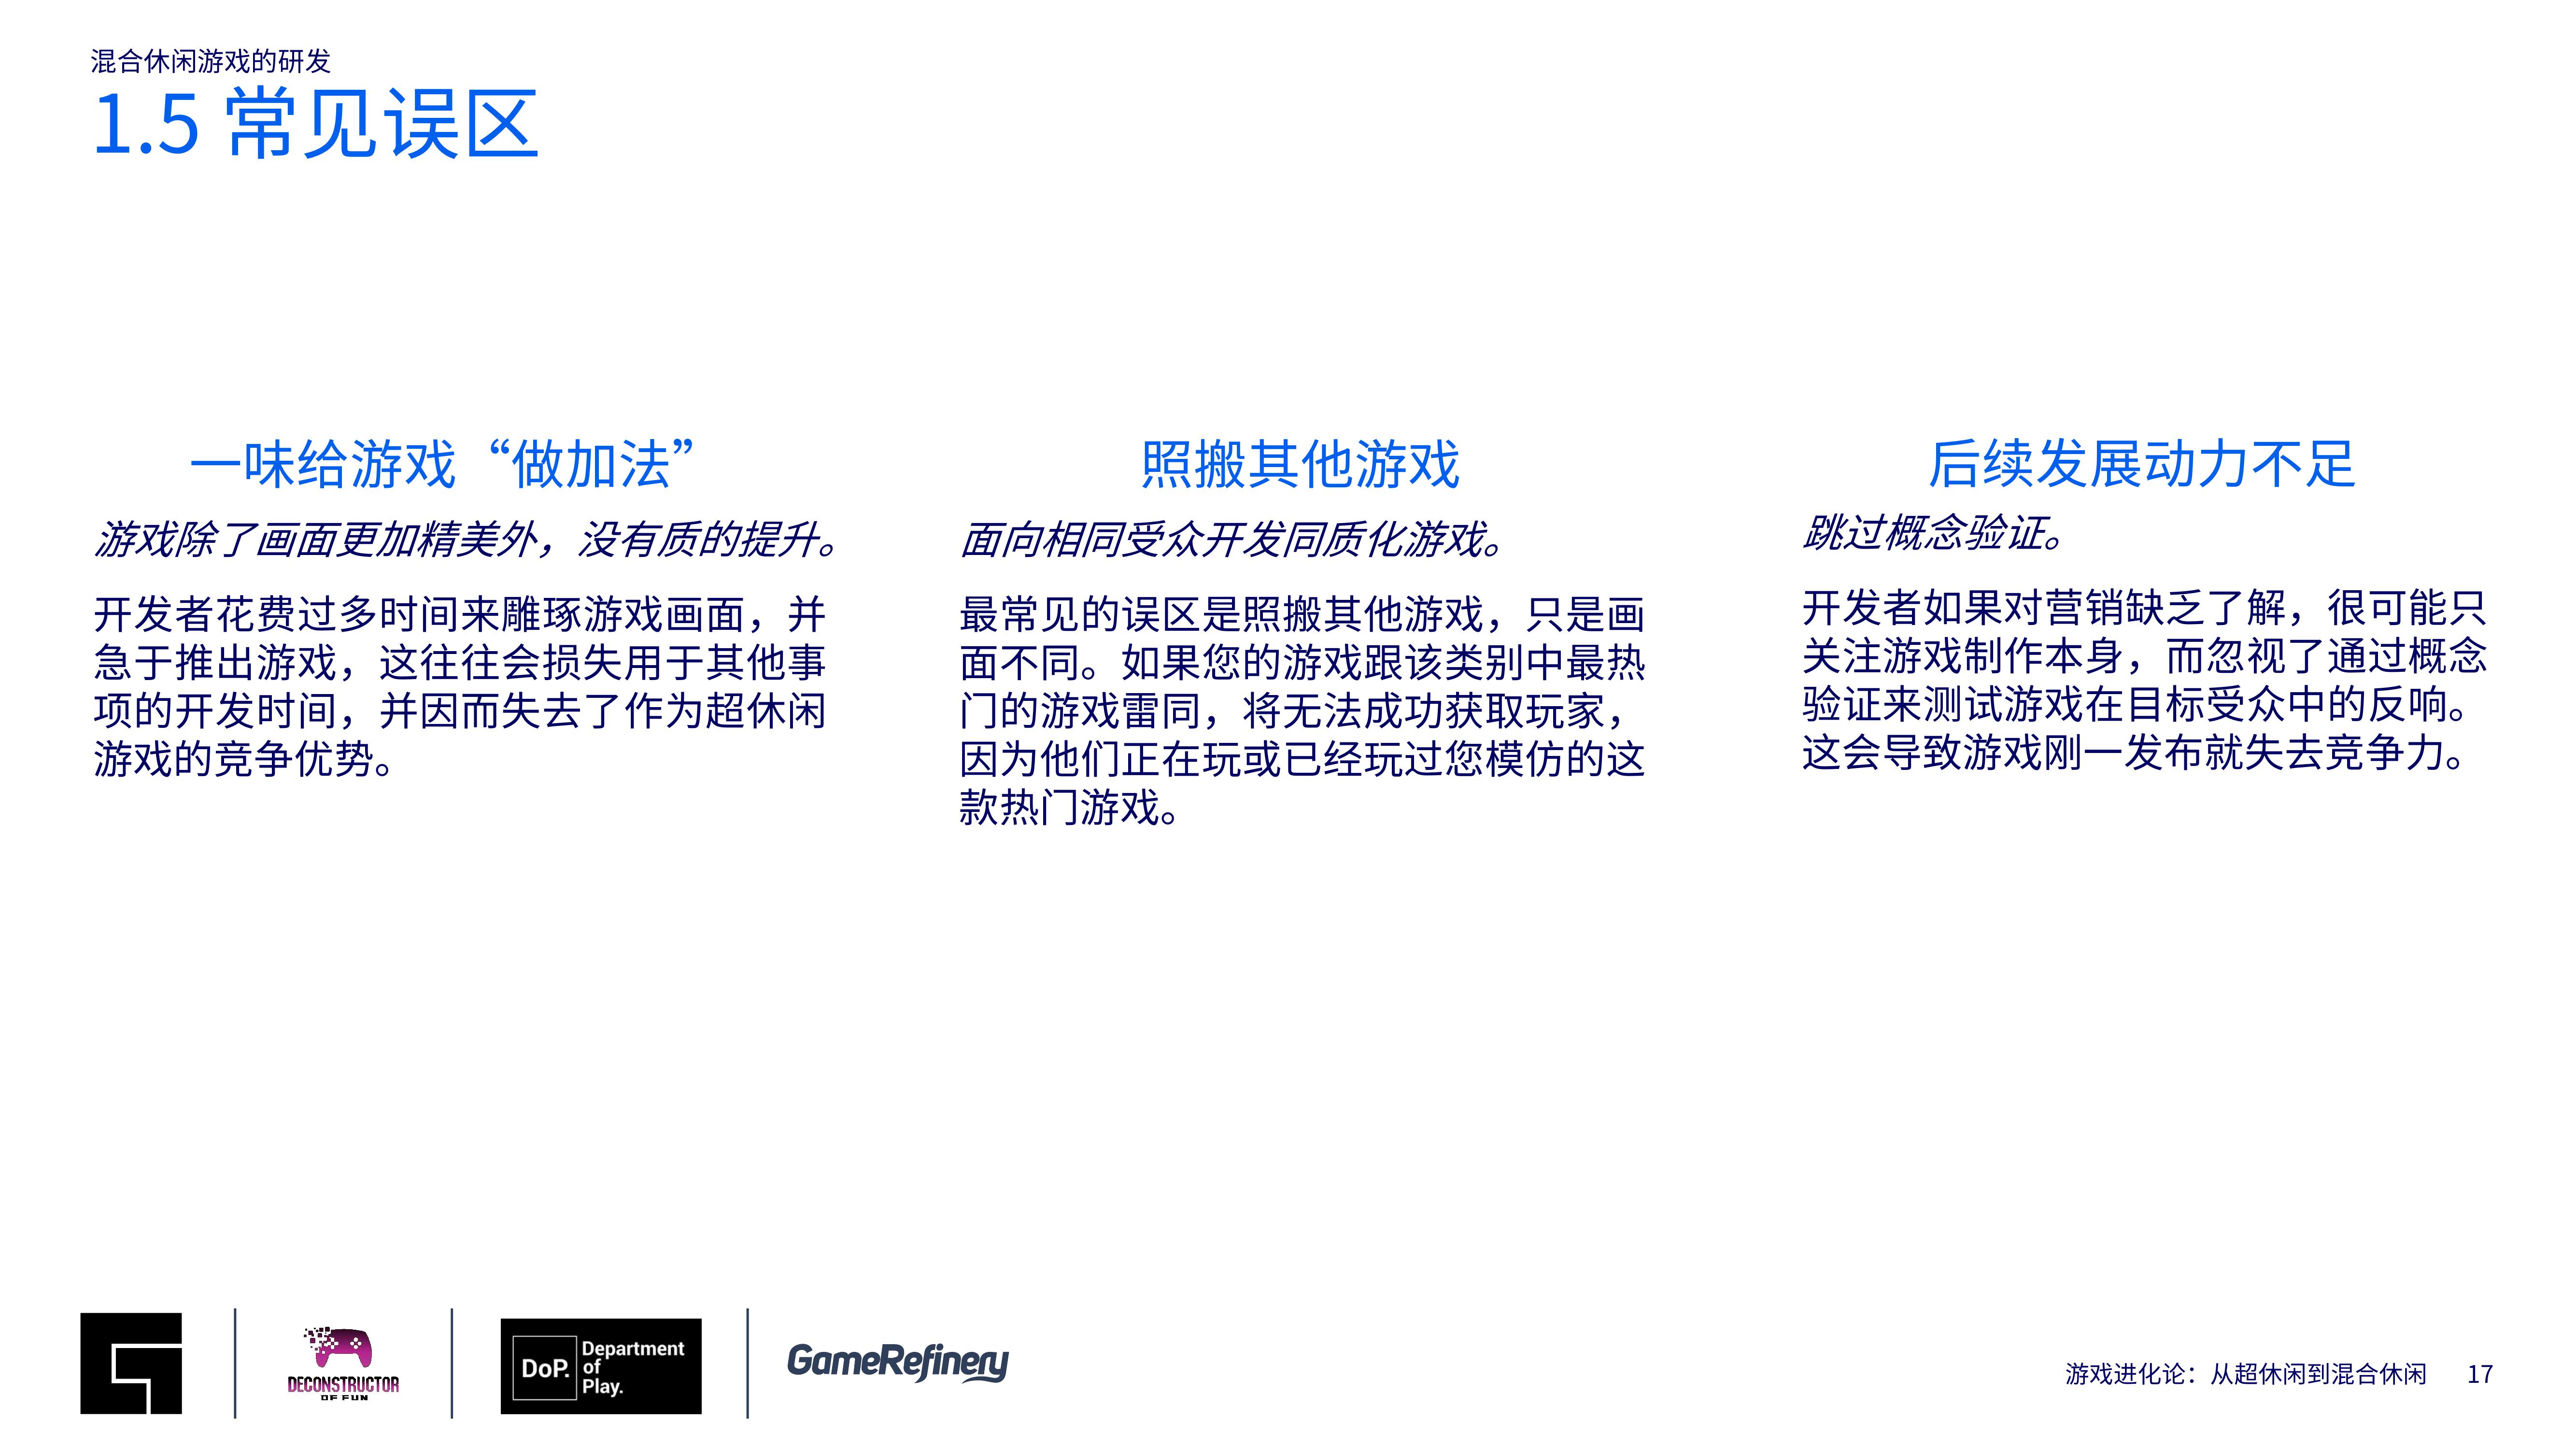 混合休闲游戏的研发
1.5 常见误区
一味给游戏“做加法”
游戏除了画面更加精美外，没有质的提升。
开发者花费过多时间来雕琢游戏画面，并
急于推出游戏，这往往会损失用于其他事
项的开发时间，并因而失去了作为超休闲
游戏的竞争优势。
照搬其他游戏
面向相同受众开发同质化游戏。
最常见的误区是照搬其他游戏，只是画
面不同。如果您的游戏跟该类别中最热
门的游戏雷同，将无法成功获取玩家，
因为他们正在玩或已经玩过您模仿的这
款热门游戏。
后续发展动力不足
跳过概念验证。
开发者如果对营销缺乏了解，很可能只
关注游戏制作本身，而忽视了通过概念
验证来测试游戏在目标受众中的反响。
这会导致游戏刚一发布就失去竞争力。
DECONSTRUCTOR
OF FUN
DoP.
Department
of
Play.
GameRefinery
游戏进化论：从超休闲到混合休闲 17